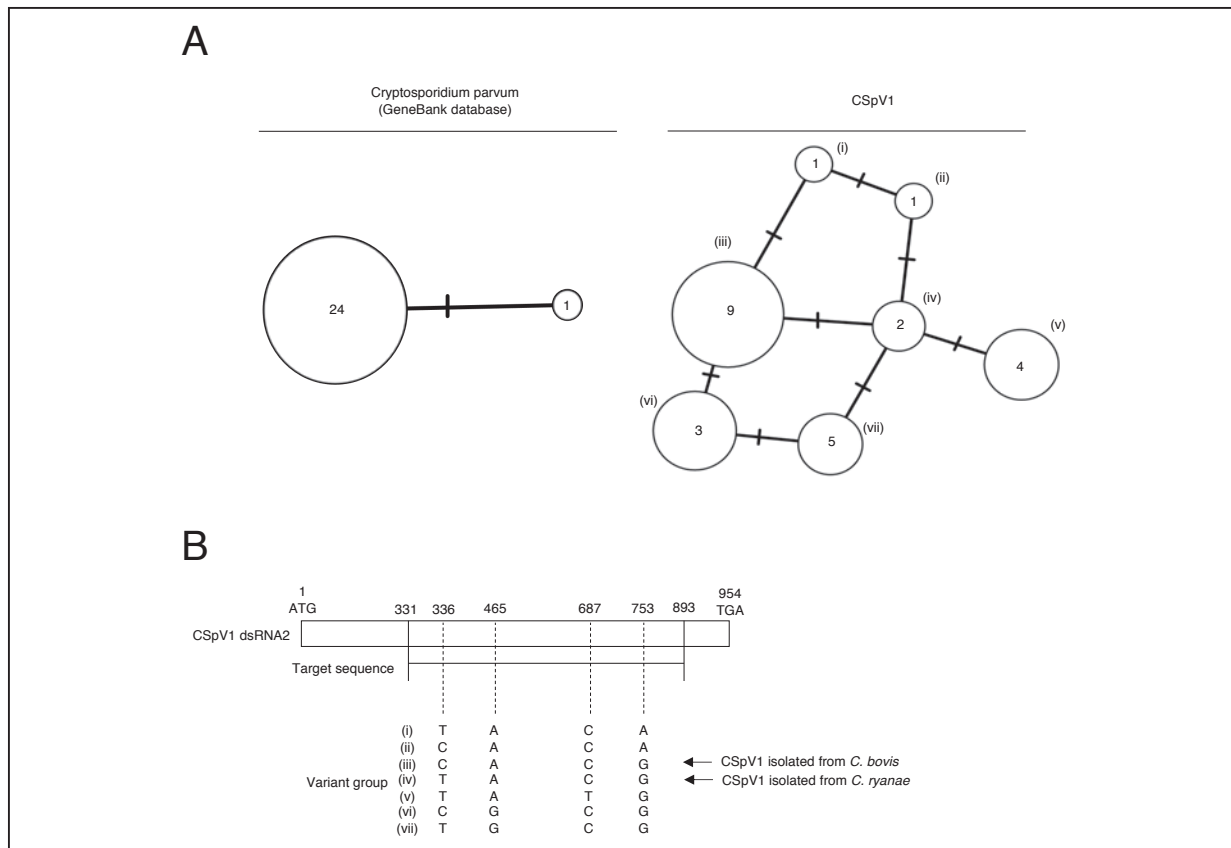 A
Cryptosporidium parvum
(GeneBank database)
CSpV1
24
1
1
(i)
1
(ii)
(iii)
9
2
(iv)
4
(v)
(vi)
3
5
(vii)
B
1
ATG
331
336
465
687
753
893
954
TGA
CSpV1 dsRNA2
Target sequence
Variant group
(i) T A C A
(ii) C A C A
(iii) C A C G CSpV1 isolated from C. bovis
(iv) T A C G CSpV1 isolated from C. ryanae
(v) T A T G
(vi) C G C G
(vii) T G C G